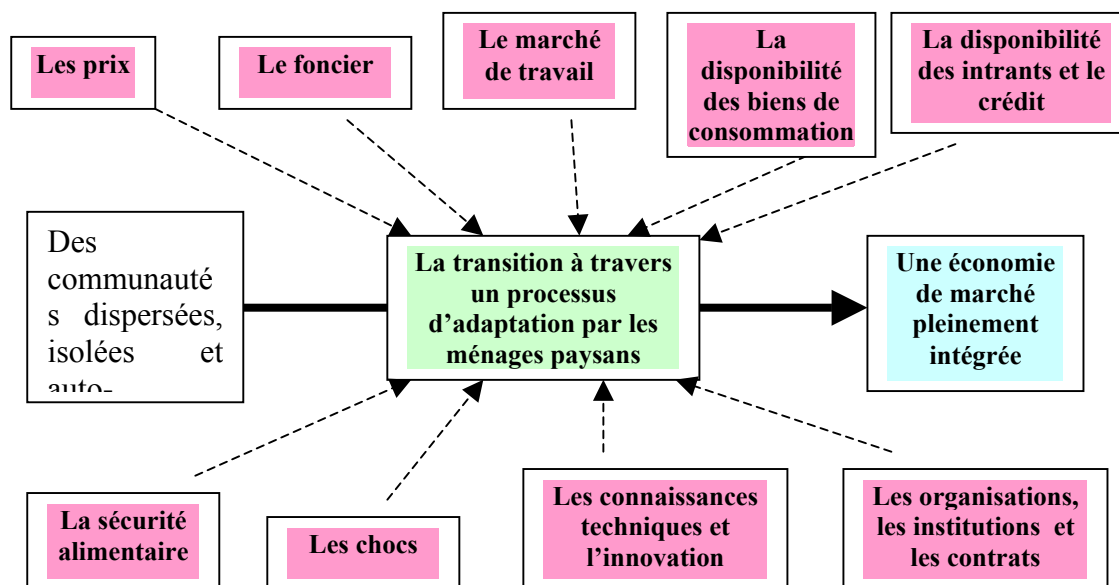 Les prix
Le foncier
Le marché
de travail
La
disponibilité
des biens de
consommation
La disponibilité
des intrants et le
crédit
Des
communauté
s dispersées,
isolées et
auto-
La transition à travers
un processus
d’adaptation par les
ménages paysans
Une économie
de marché
pleinement
intégrée
La sécurité
alimentaire
Les chocs
Les connaissances
techniques et
l’innovation
Les organisations,
les institutions et
les contrats